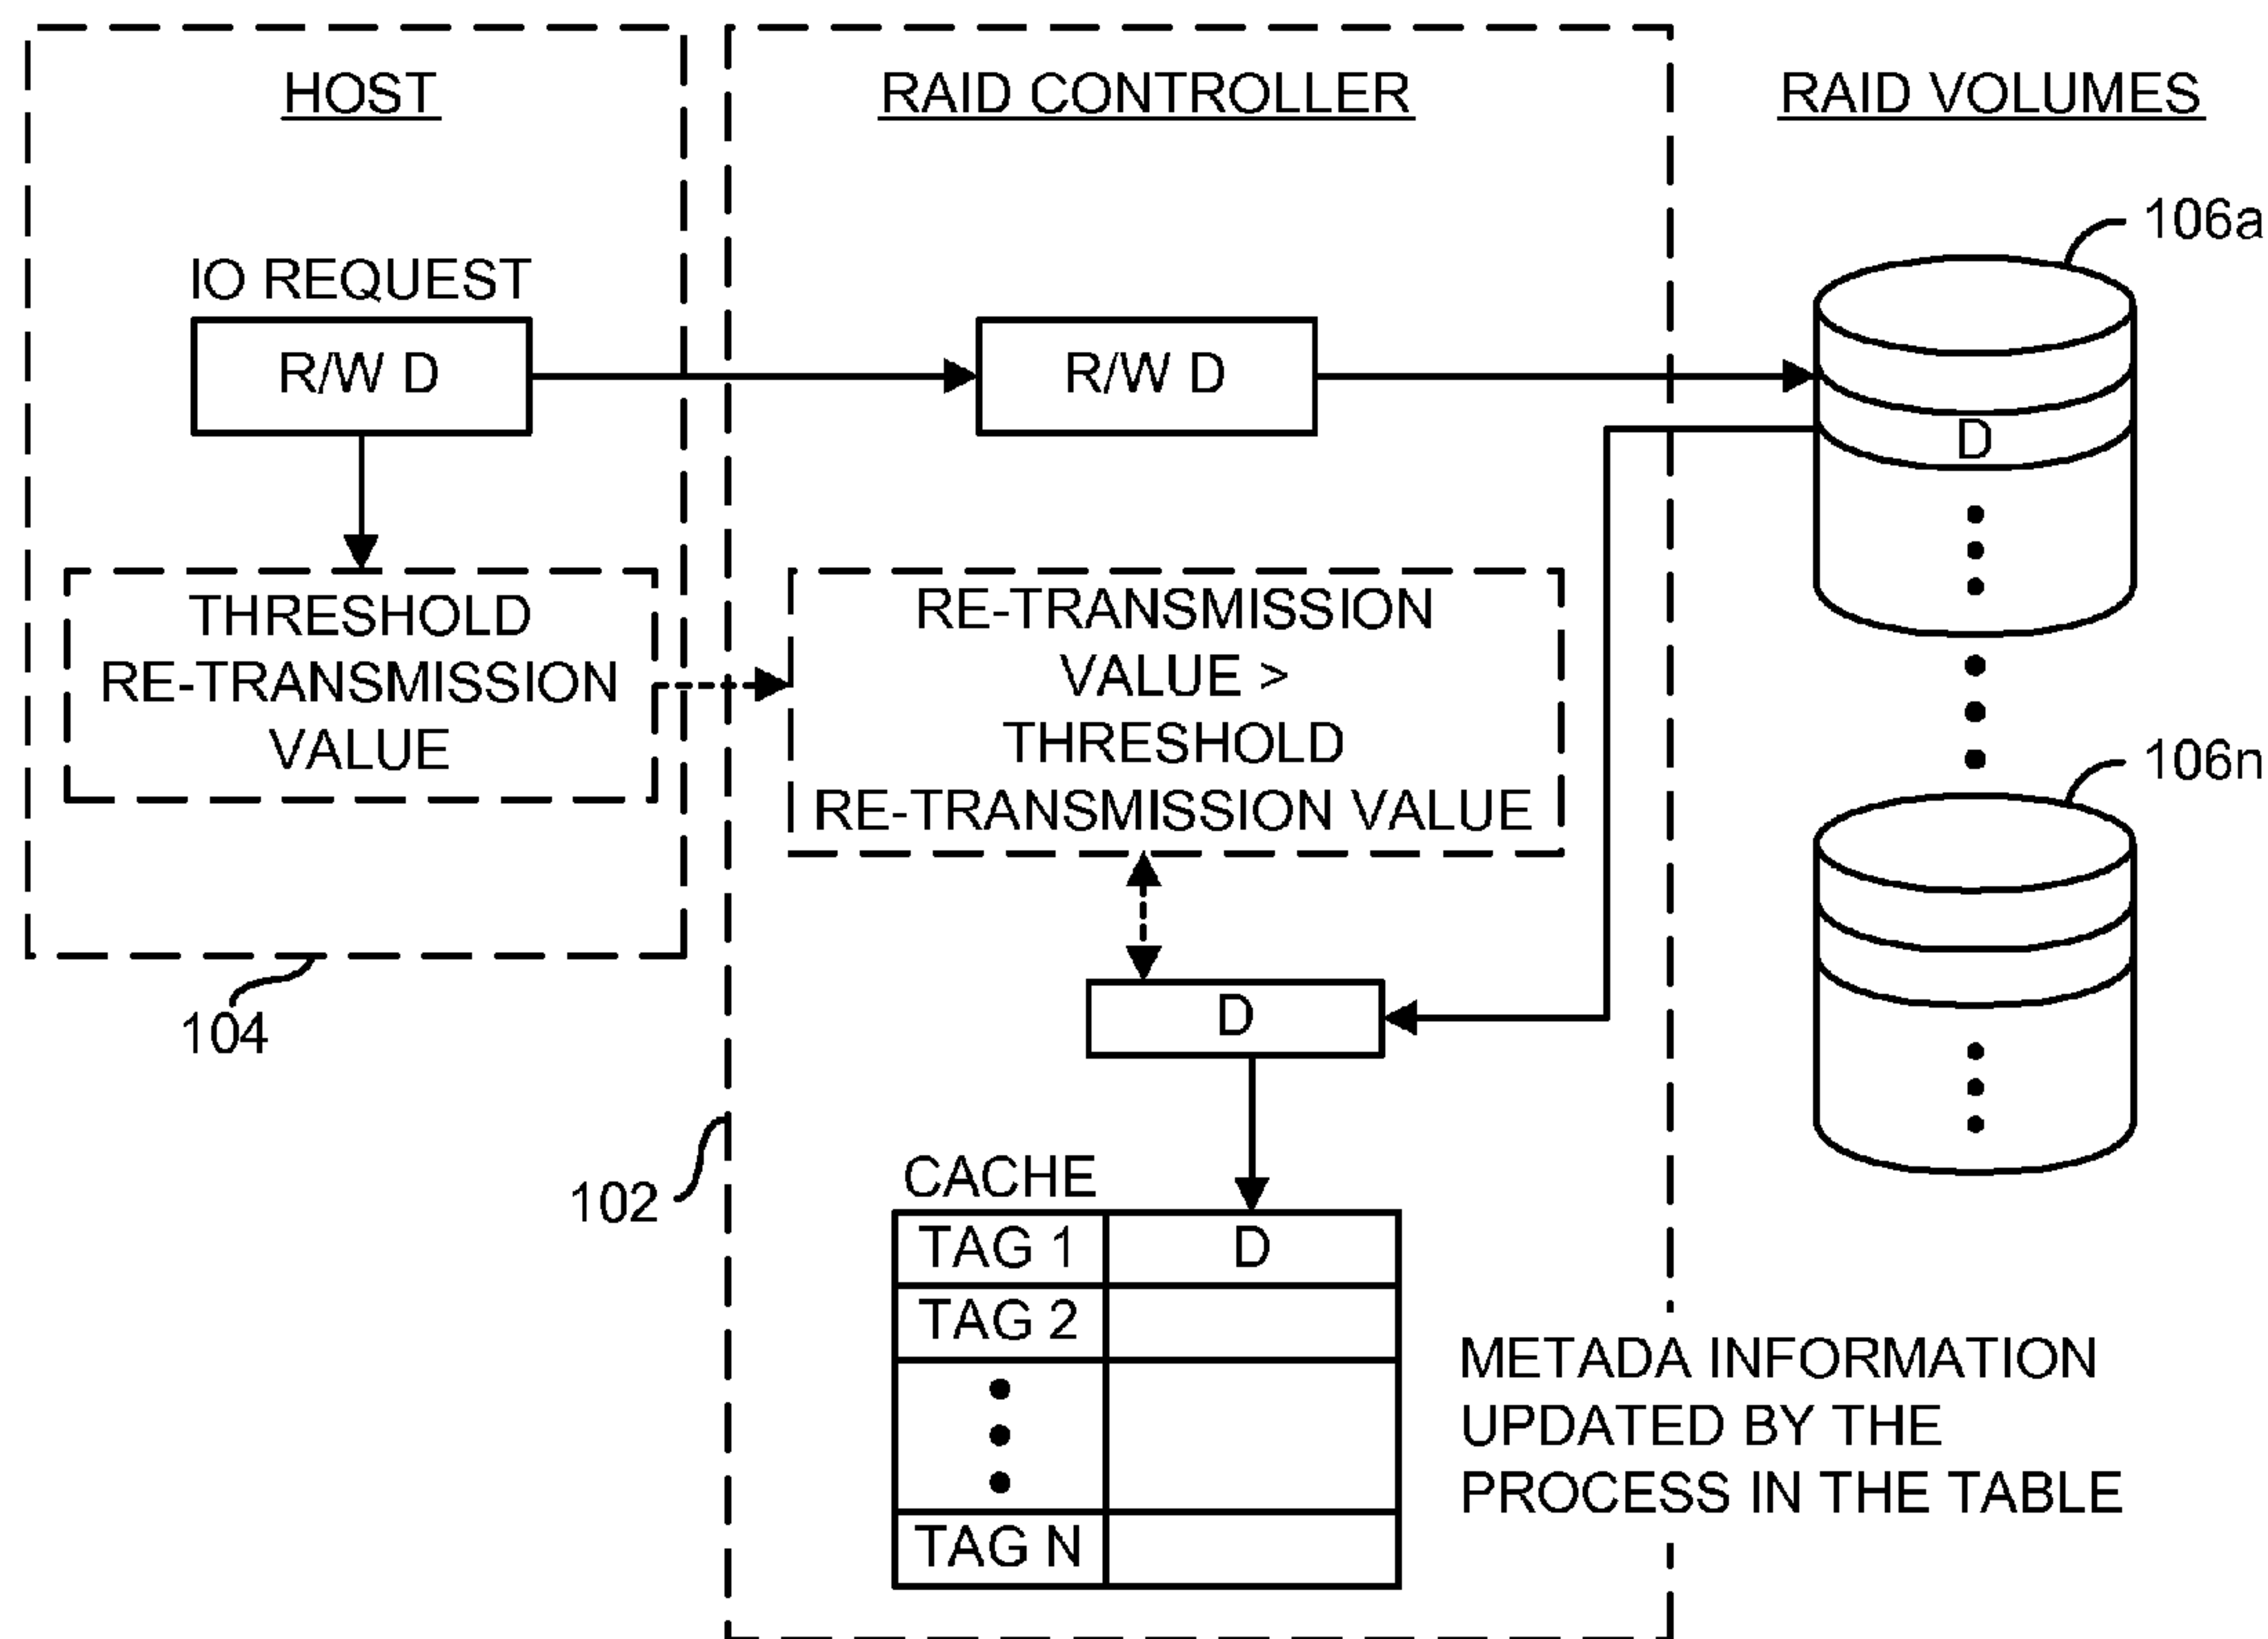 HOST
RAID CONTROLLER
RAID VOLUMES
106a
IO REQUEST
R/W D
R/W D
D
THRESHOLD
RE-TRANSMISSION
VALUE
RE-TRANSMISSION
VALUE >
THRESHOLD
RE-TRANSMISSION VALUE
106n
104
D
102
CACHE
TAG 1
D
TAG 2
TAG N
METADA INFORMATION
UPDATED BY THE
PROCESS IN THE TABLE